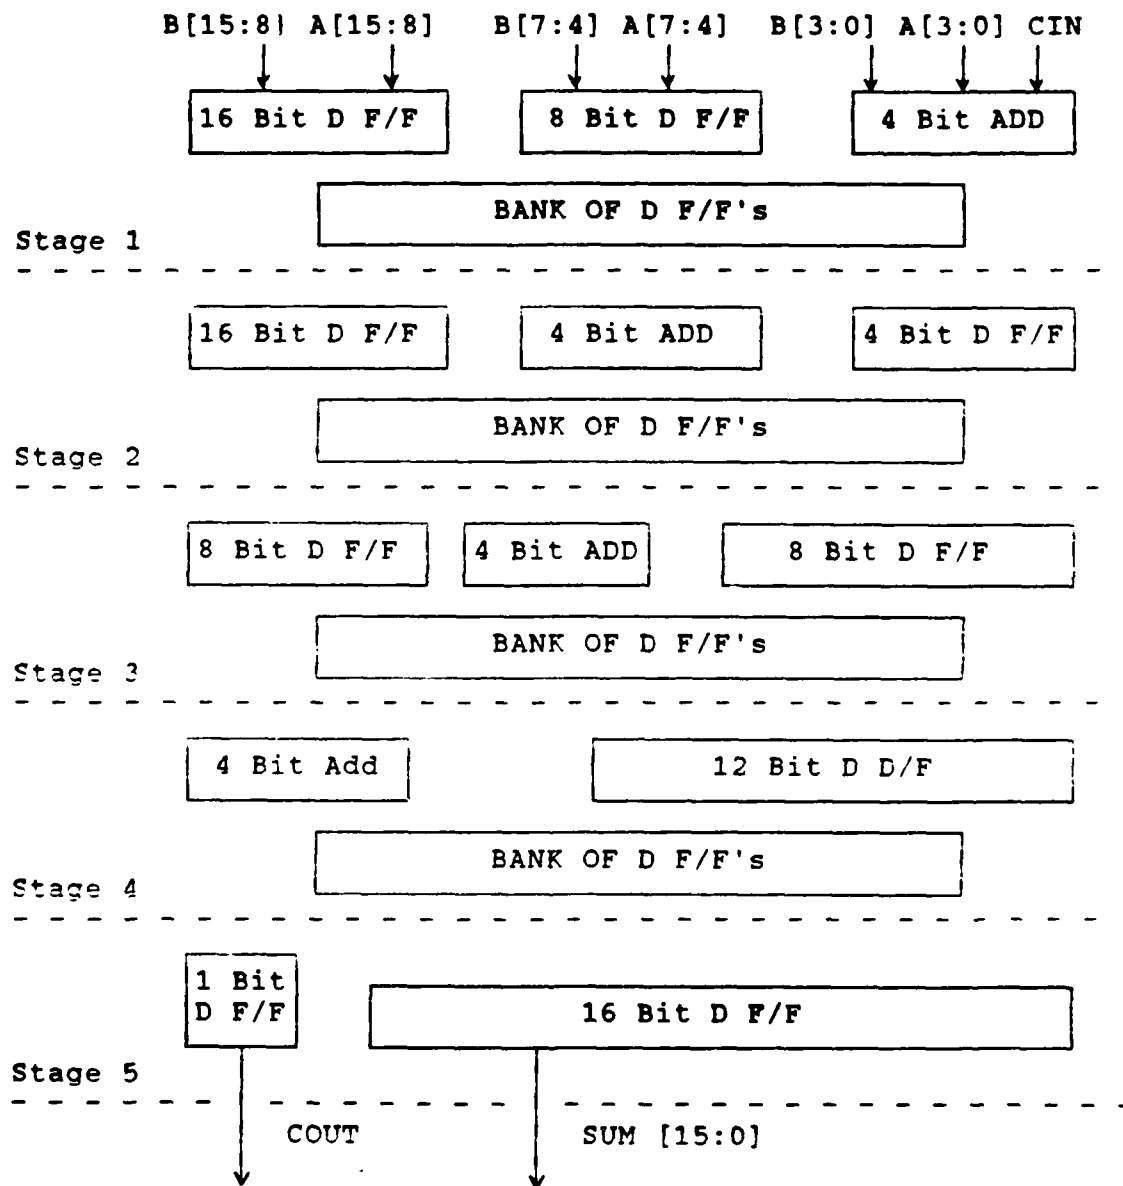 B[15:8] A[15:8] B[7:4] A[7:4] B[3:0] A[3:0] CIN
16 Bit D F/F 8 Bit D F/F 4 Bit ADD
BANK OF D F/F's
Stage 1
16 Bit D F/F 4 Bit ADD 4 Bit D F/F
BANK OF D F/F's
Stage 2
8 Bit D F/F 4 Bit ADD 8 Bit D F/F
BANK OF D F/F's
Stage 3
4 Bit Add 12 Bit D D/F
BANK OF D F/F's
Stage 4
1 Bit
D F/F 16 Bit D F/F
Stage 5
COUT SUM [15:0]